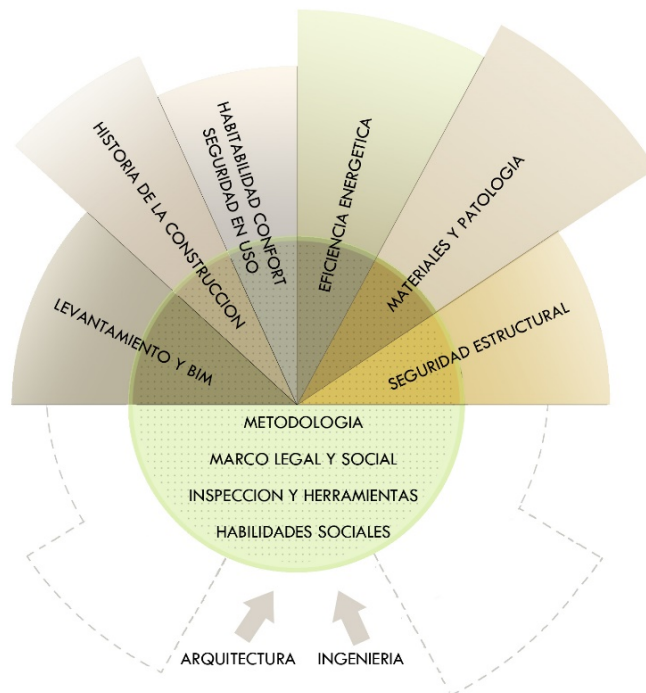 LEVANTAMIENTO Y BIM
HISTORIA DE LA CONSTRUCCION
HABITABILIDAD CONFORT
SEGURIDAD EN USO
EFICIENCIA ENERGETICA
MATERIALES Y PATOLOGIA
SEGURIDAD ESTRUCTURAL
METODOLOGIA
MARCO LEGAL Y SOCIAL
INSPECCION Y HERRAMIENTAS
HABILIDADES SOCIALES
ARQUITECTURA
INGENIERIA